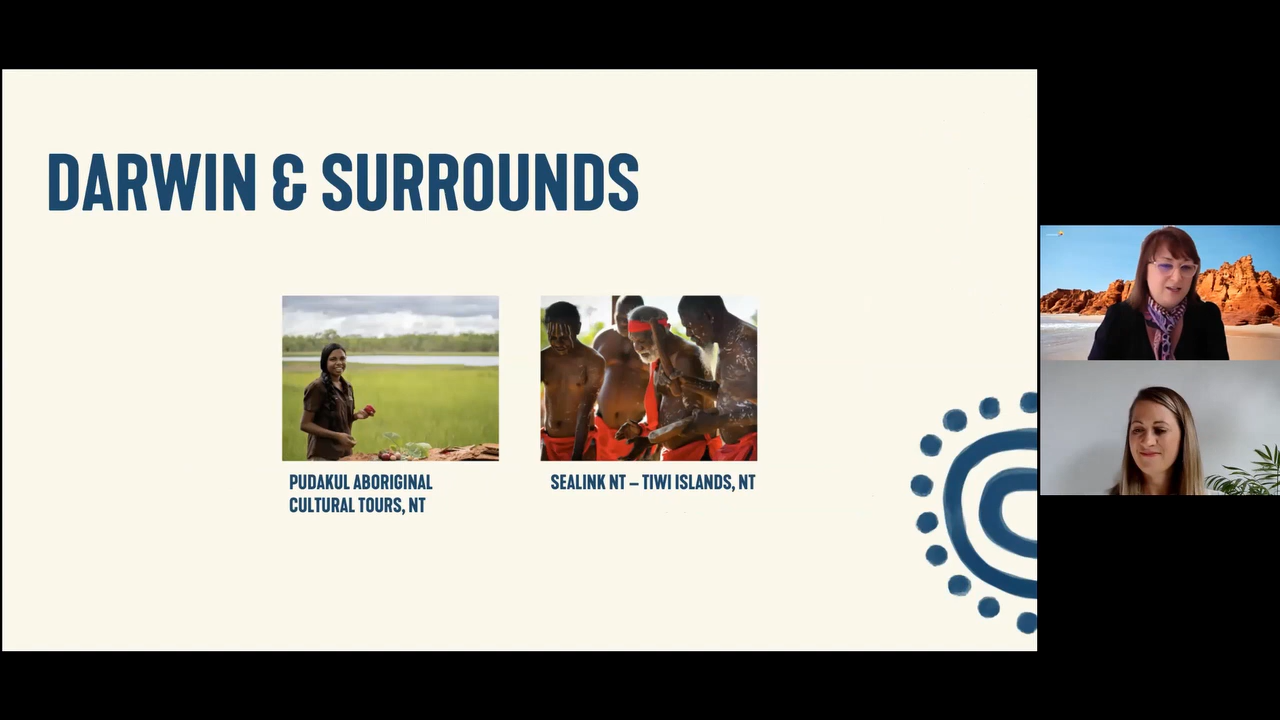 DARWIN & SURROUNDS
PUDAKUL ABORIGINAL
CULTURAL TOURS, NT
SEALINK NT – TIWI ISLANDS, NT